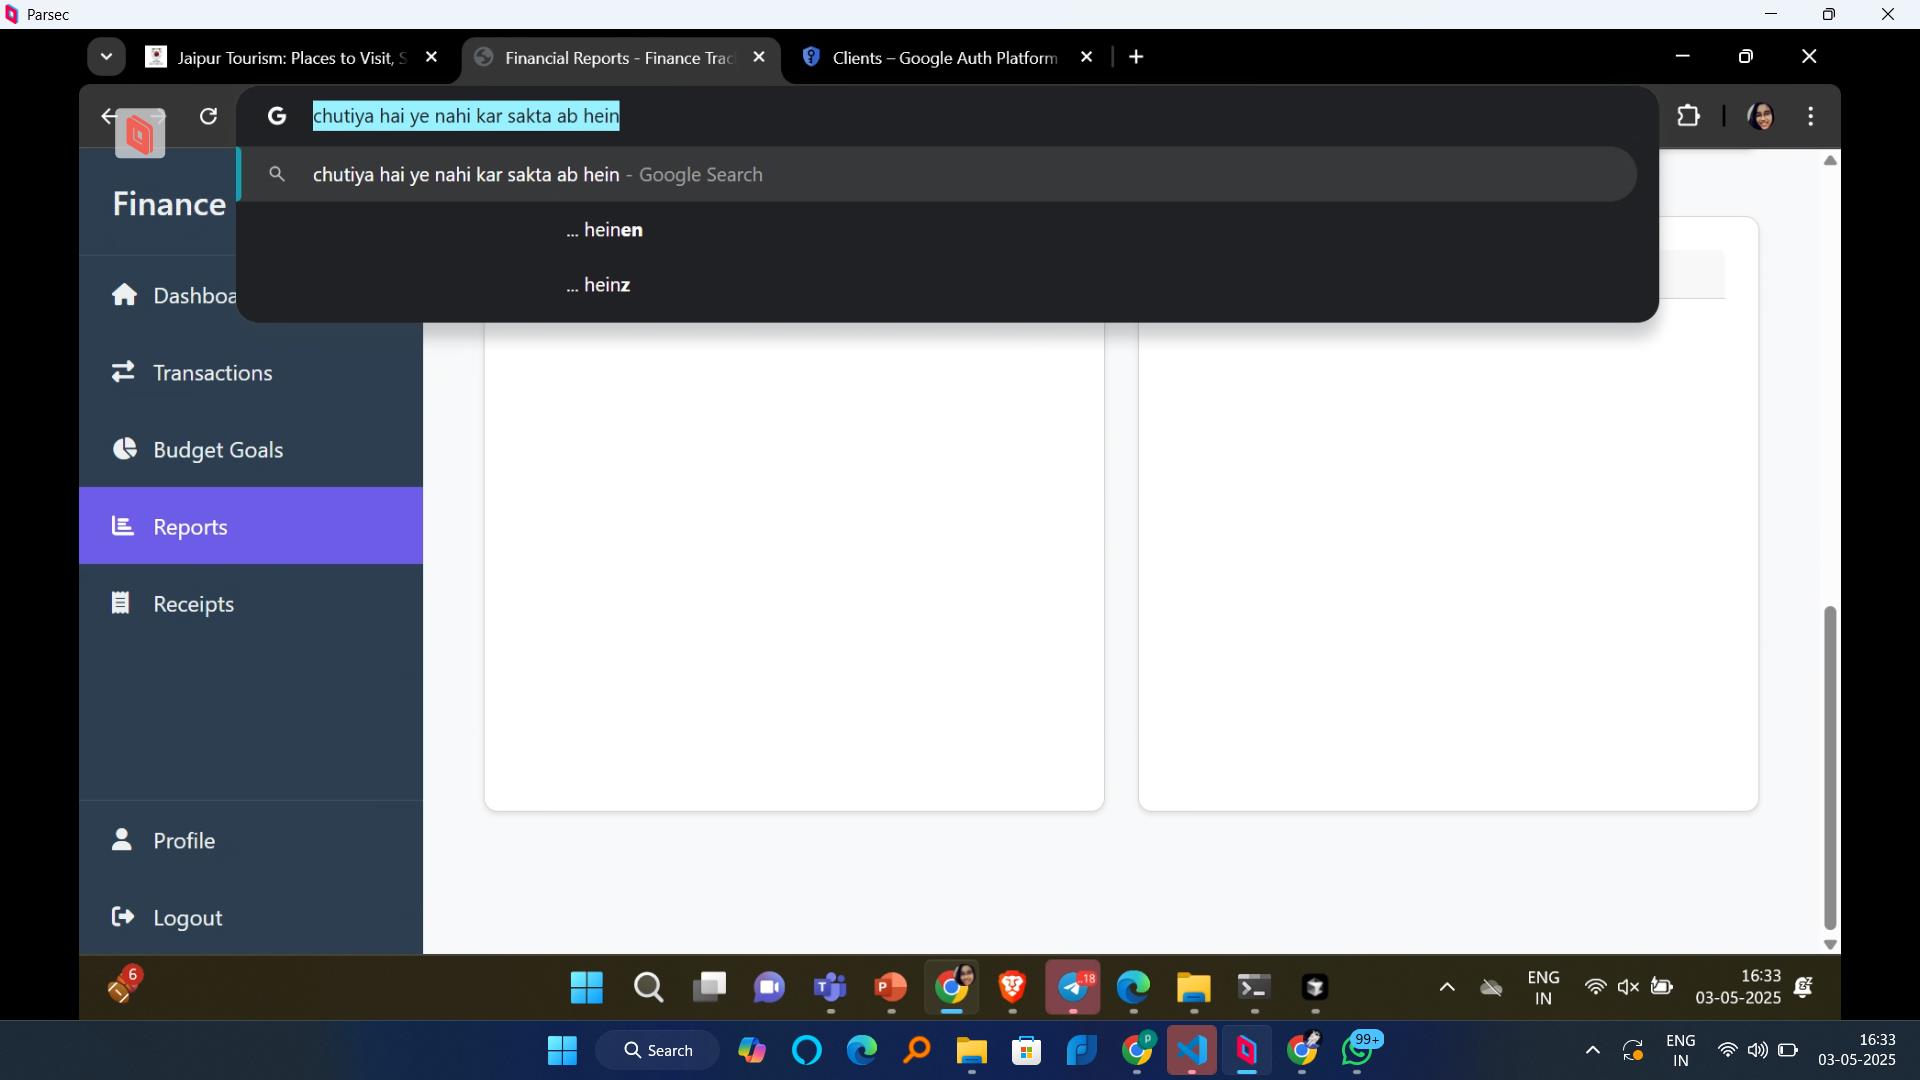 Parsec
Jaipur Tourism: Places to Visit, S
Financial Reports - Finance Trac
Clients – Google Auth Platform
chutiya hai ye nahi kar sakta ab hein
chutiya hai ye nahi kar sakta ab hein - Google Search
... heinen
... heinz
Finance
Dashboa
Transactions
Budget Goals
Reports
Receipts
Profile
Logout
6
18
ENG
IN
16:33
03-05-2025
Search
P
99+
ENG
IN
16:33
03-05-2025